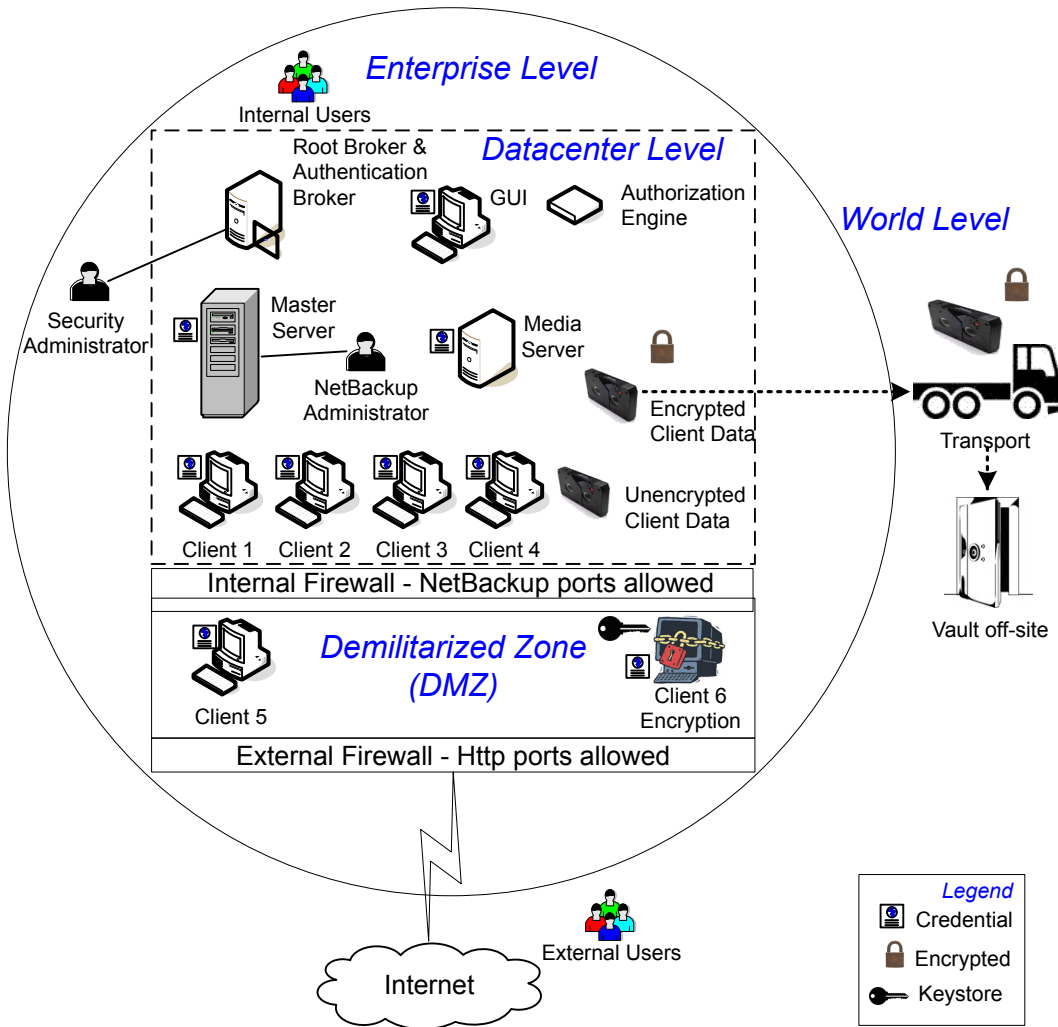 Enterprise Level
Internal Users
Datacenter Level
Root Broker &
Authentication
Broker
GUI
Authorization
Engine
World Level
Security
Administrator
Master
Server
NetBackup
Administrator
Media
Server
Encrypted
Client Data
Transport
Client 1
Client 2
Client 3
Client 4
Unencrypted
Client Data
Vault off-site
Internal Firewall - NetBackup ports allowed
Demilitarized Zone
(DMZ)
Client 5
Client 6
Encryption
External Firewall - Http ports allowed
External Users
Internet
Legend
Credential
Encrypted
Keystore